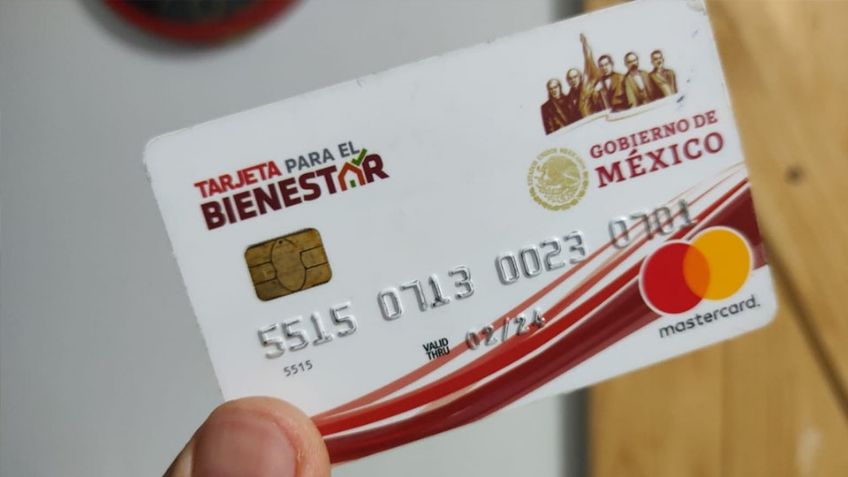 TARJETA PARA EL
BIENESTAR
GOBIERNO DE
MÉXICO
5515 0713 0023 0701
5515
VALID
THRU
02/24
mastercard.